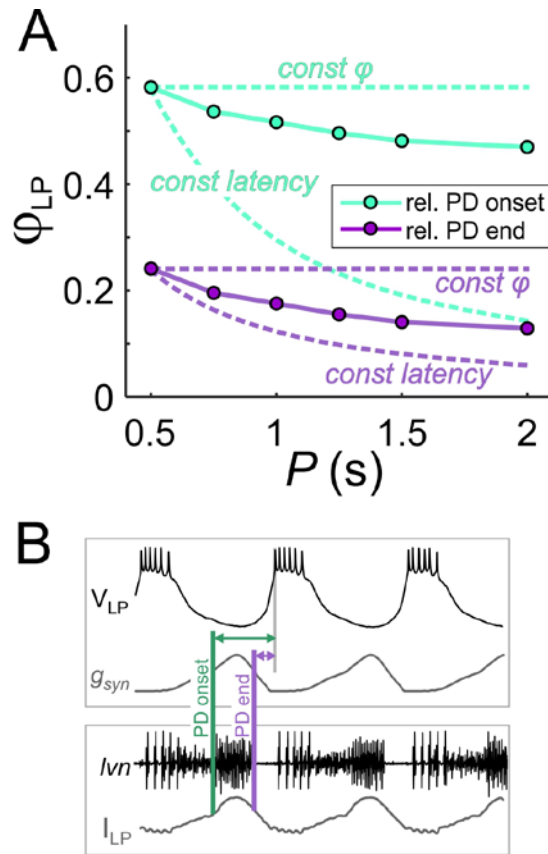 A
const φ
0.6
const latency
rel. PD onset
rel. PD end
φLP
0.4
0.2
const φ
const latency
0
0.5
1
1.5
2
P (s)
B
VLP
gsyn
PD onset
PD end
lvn
ILP